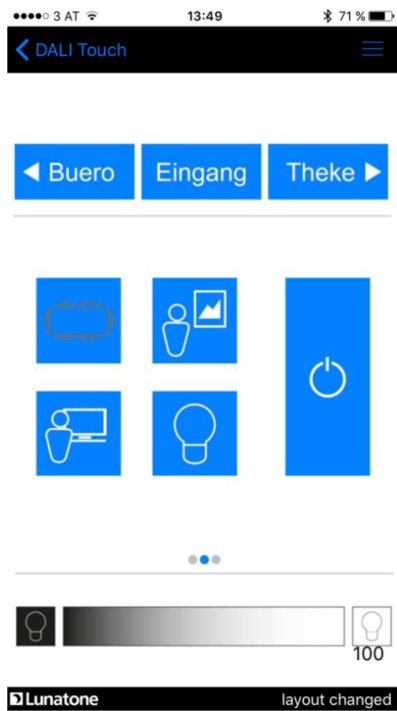 3 AT 13:49 71 %
DALI Touch
Buero Eingang Theke
100
Lunatone layout changed